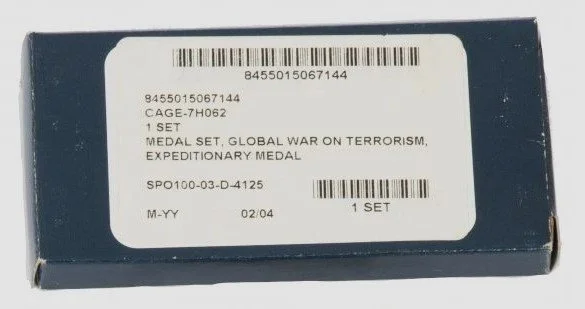 8455015067144
8455015067144
CAGE-7H062
1 SET
MEDAL SET, GLOBAL WAR ON TERRORISM,
EXPEDITIONARY MEDAL
SPO100-03-D-4125
1 SET
M-YY 02/04